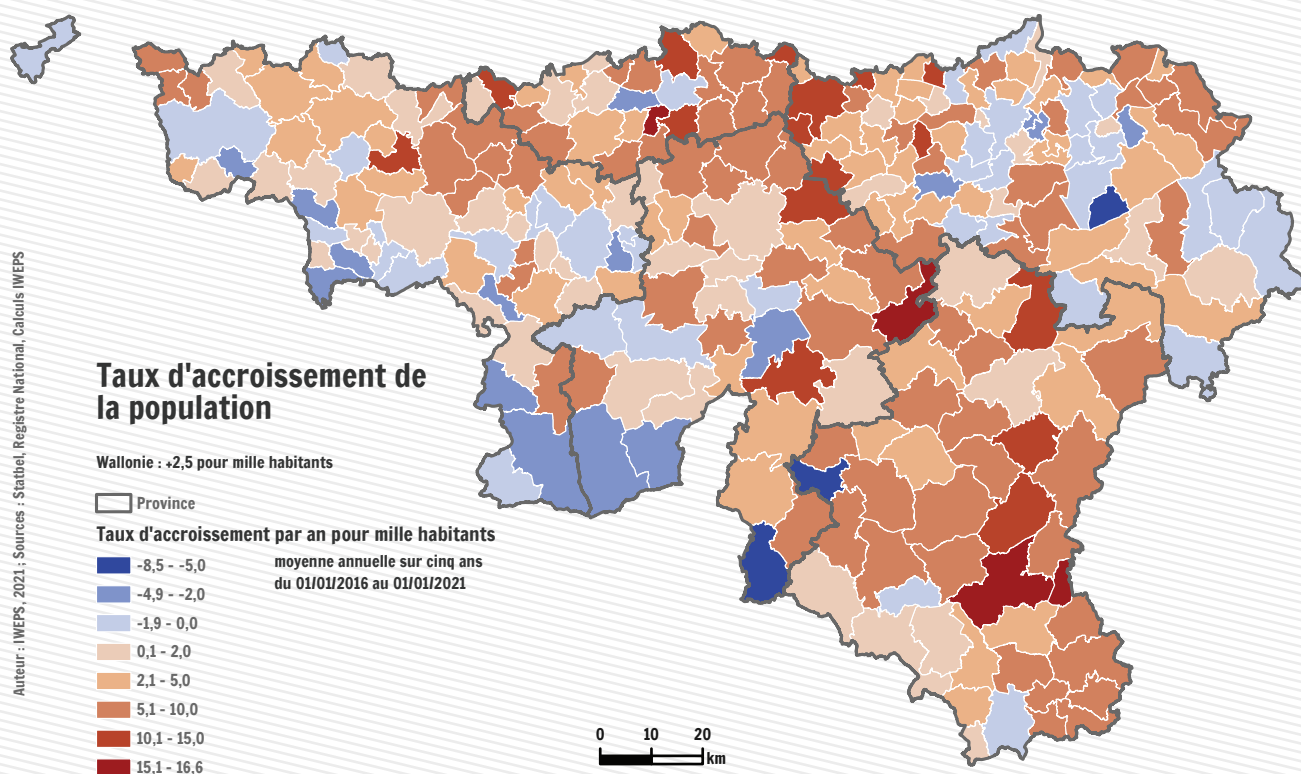 Taux d'accroissement de
la population
Wallonie : +2,5 pour mille habitants
Province
Taux d'accroissement par an pour mille habitants
moyenne annuelle sur cinq ans
du 01/01/2016 au 01/01/2021
-8,5 - -5,0
-4,9 - -2,0
-1,9 - 0,0
0,1 - 2,0
2,1 - 5,0
5,1 - 10,0
10,1 - 15,0
15,1 - 16,6
0 10 20
km
Auteur : IWEPS, 2021 ; Sources : Statbel, Registre National, Calculs IWEPS